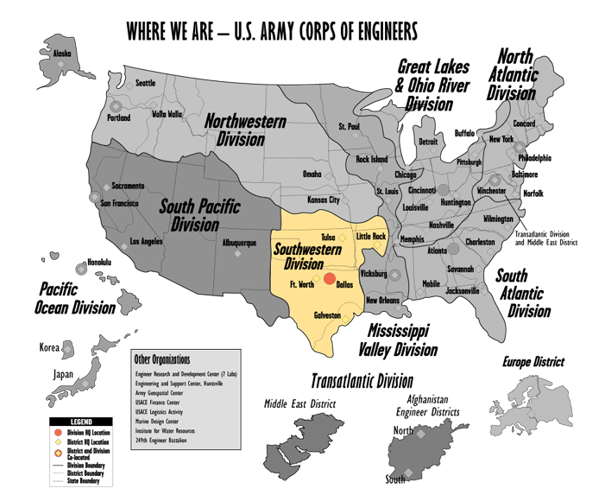 WHERE WE ARE – U.S. ARMY CORPS OF ENGINEERS
Alaska
Seattle
Portland
Walla Walla
Northwestern
Division
Omaha
Kansas City
Great Lakes
& Ohio River
Division
North
Atlantic
Division
St. Paul
Rock Island
Chicago
St. Louis
Detroit
Buffalo
Pittsburgh
Cincinnati
Louisville
Huntington
Nashville
Concord
New York
Philadelphia
Baltimore
Winchester
Norfolk
Transatlantic Division
and Middle East District
Wilmington
Charleston
Atlanta
Savannah
Mobile
Jacksonville
South
Atlantic
Division
Sacramento
San Francisco
South Pacific
Division
Los Angeles
Albuquerque
Tulsa
Little Rock
Southwestern
Division
Ft. Worth
Dallas
Galveston
Memphis
Vicksburg
New Orleans
Mississippi
Valley Division
Honolulu
Pacific
Ocean Division
Korea
Japan
Other Organizations
Engineer Research and Development Center (7 Labs)
Engineering and Support Center, Huntsville
Army Geospatial Center
USACE Finance Center
USACE Logistics Activity
Marine Design Center
Institute for Water Resources
249th Engineer Battalion
Transatlantic Division
Middle East District
Afghanistan
Engineer Districts
North
South
Europe District
LEGEND
Division HQ Location
District HQ Location
District and Division
Co-located
Division Boundary
District Boundary
State Boundary